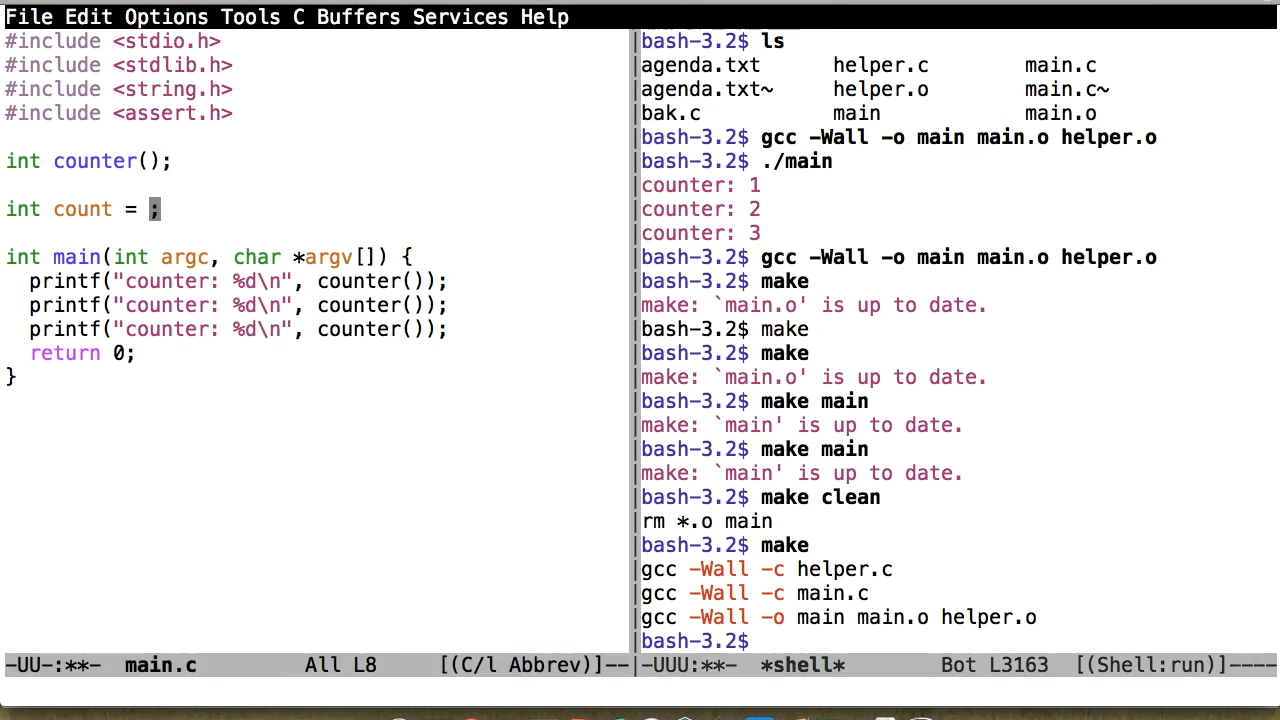 File Edit Options Tools C Buffers Services Help
#include <stdio.h>
#include <stdlib.h>
#include <string.h>
#include <assert.h>
int counter();
int count = ;
int main(int argc, char *argv[]) {
  printf("counter: %d\n", counter());
  printf("counter: %d\n", counter());
  printf("counter: %d\n", counter());
  return 0;
}
-UU-:**-  main.c         All L8     [(C/l Abbrev)]--
bash-3.2$ ls
agenda.txt      helper.c        main.c
agenda.txt~     helper.o        main.c~
bak.c           main            main.o
bash-3.2$ gcc -Wall -o main main.o helper.o
bash-3.2$ ./main
counter: 1
counter: 2
counter: 3
bash-3.2$ gcc -Wall -o main main.o helper.o
bash-3.2$ make
make: `main.o' is up to date.
bash-3.2$ make
bash-3.2$ make
make: `main.o' is up to date.
bash-3.2$ make main
make: `main' is up to date.
bash-3.2$ make main
make: `main' is up to date.
bash-3.2$ make clean
rm *.o main
bash-3.2$ make
gcc -Wall -c helper.c
gcc -Wall -c main.c
gcc -Wall -o main main.o helper.o
bash-3.2$
-UUU:**-  *shell*        Bot L3163  [(Shell:run)]----